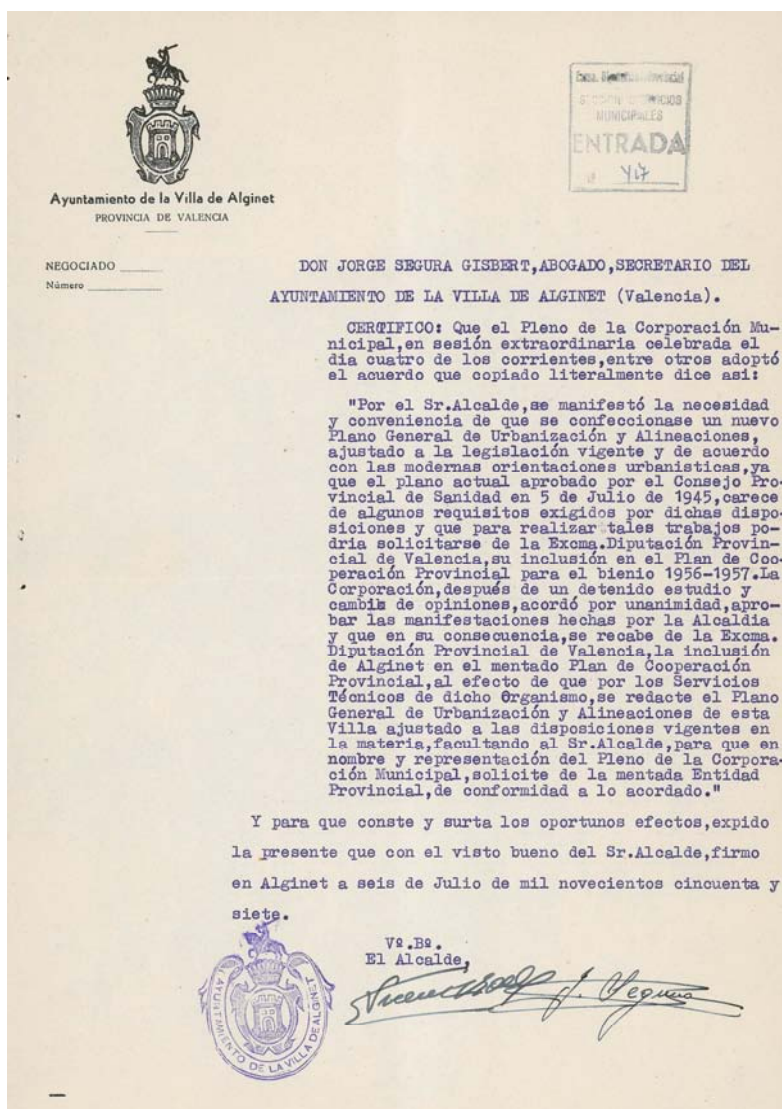 Ayuntamiento de la Villa de Alginet
PROVINCIA DE VALENCIA
SERVICIOS
MUNICIPALES
ENTRADA
NEGOCIADO
Número
DON JORGE SEGURA GISBERT,ABOGADO,SECRETARIO DEL
AYUNTAMIENTO DE LA VILLA DE ALGINET (Valencia).
CERTIFICO: Que el Pleno de la Corporación Mu-
nicipal,en sesión extraordinaria celebrada el
dia cuatro de los corrientes,entre otros adoptó
el acuerdo que copiado literalmente dice asi:
"Por el Sr.Alcalde,se manifestó la necesidad
y conveniencia de que se confeccionase un nuevo
Plano General de Urbanización y Alineaciones,
ajustado a la legislación vigente y de acuerdo
con las modernas orientaciones urbanisticas,ya
que el plano actual aprobado por el Consejo Pro-
vincial de Sanidad en 5 de Julio de 1945,carece
de algunos requisitos exigidos por dichas dispo-
siciones y que para realizar tales trabajos po-
dria solicitarse de la Excma.Diputación Provin-
cial de Valencia,su inclusión en el Plan de Coo-
peración Provincial para el bienio 1956-1957.La
Corporación,después de un detenido estudio y
cambio de opiniones,acordó por unanimidad,apro-
bar las manifestaciones hechas por la Alcaldia
y que en su consecuencia,se recabe de la Excma.
Diputación Provincial de Valencia,la inclusión
de Alginet en el mentado Plan de Cooperación
Provincial,al efecto de que por los Servicios
Técnicos de dicho Organismo,se redacte el Plano
General de Urbanización y Alineaciones de esta
Villa ajustado a las disposiciones vigentes en
la materia,facultando al Sr.Alcalde,para que en
nombre y representación del Pleno de la Corpora-
ción Municipal,solicite de la mentada Entidad
Provincial,de conformidad a lo acordado."
Y para que conste y surta los oportunos efectos,expido
la presente que con el visto bueno del Sr.Alcalde,firmo
en Alginet a seis de Julio de mil novecientos cincuenta y
siete.
Vº.Bº.
El Alcalde,
J. Segura
AYUNTAMIENTO DE LA VILLA DE ALGINET